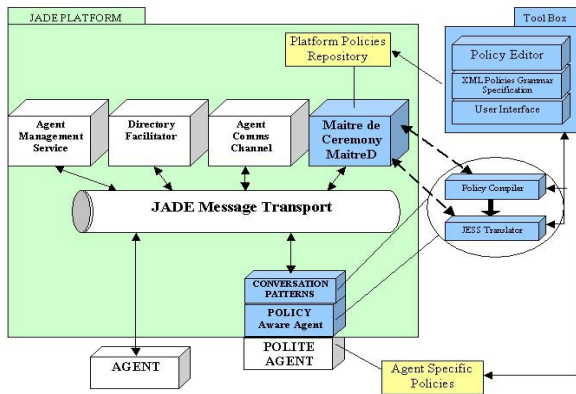 JADE PLATFORM
Tool Box
Platform Policies
Repository
Policy Editor
XML Policies Grammar
Specification
User Interface
Agent
Management
Service
Directory
Facilitator
Agent
Comms
Channel
Maitre de
Ceremony
MaitreD
Policy Compiler
JESS Translator
JADE Message Transport
CONVERSATION
PATTERNS
POLICY
Aware Agent
POLITE
AGENT
AGENT
Agent Specific
Policies